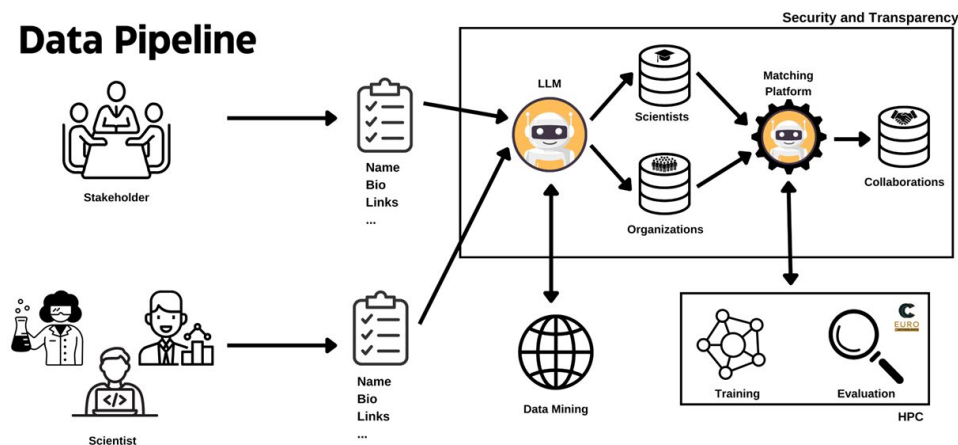 Data Pipeline
Security and Transparency
Stakeholder
Name
Bio
Links
...
LLM
Scientists
Organizations
Matching
Platform
Collaborations
</>
Scientist
Name
Bio
Links
...
Data Mining
Training
Evaluation
EURO
HPC